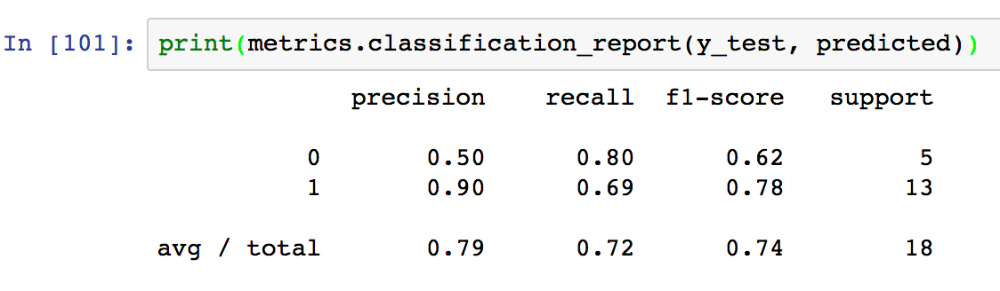 In [101]: print(metrics.classification_report(y_test, predicted))
precision recall f1-score support
0 0.50 0.80 0.62 5
1 0.90 0.69 0.78 13
avg / total 0.79 0.72 0.74 18